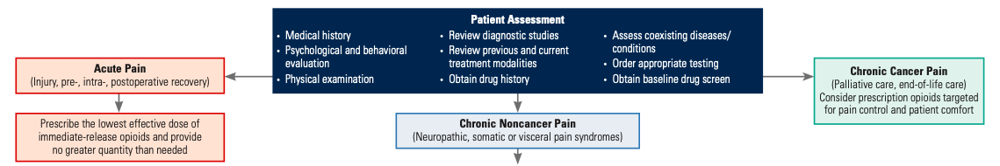 Patient Assessment
• Medical history
• Psychological and behavioral
evaluation
• Physical examination
• Review diagnostic studies
• Review previous and current
treatment modalities
• Obtain drug history
• Assess coexisting diseases/
conditions
• Order appropriate testing
• Obtain baseline drug screen
Acute Pain
(Injury, pre-, intra-, postoperative recovery)
Prescribe the lowest effective dose of
immediate-release opioids and provide
no greater quantity than needed
Chronic Noncancer Pain
(Neuropathic, somatic or visceral pain syndromes)
Chronic Cancer Pain
(Palliative care, end-of-life care)
Consider prescription opioids targeted
for pain control and patient comfort